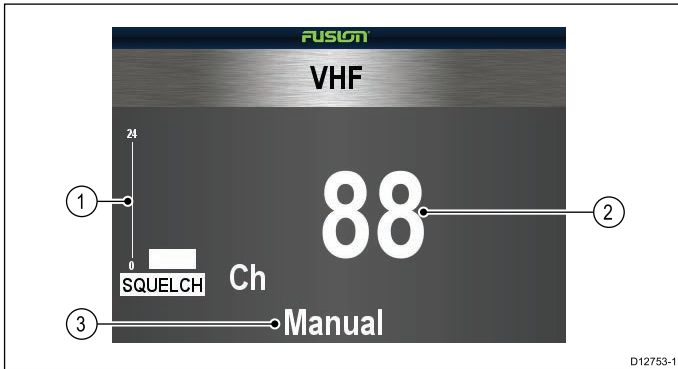 FUSION
VHF
24
1
88
2
0
SQUELCH
Ch
3
Manual
D12753-1